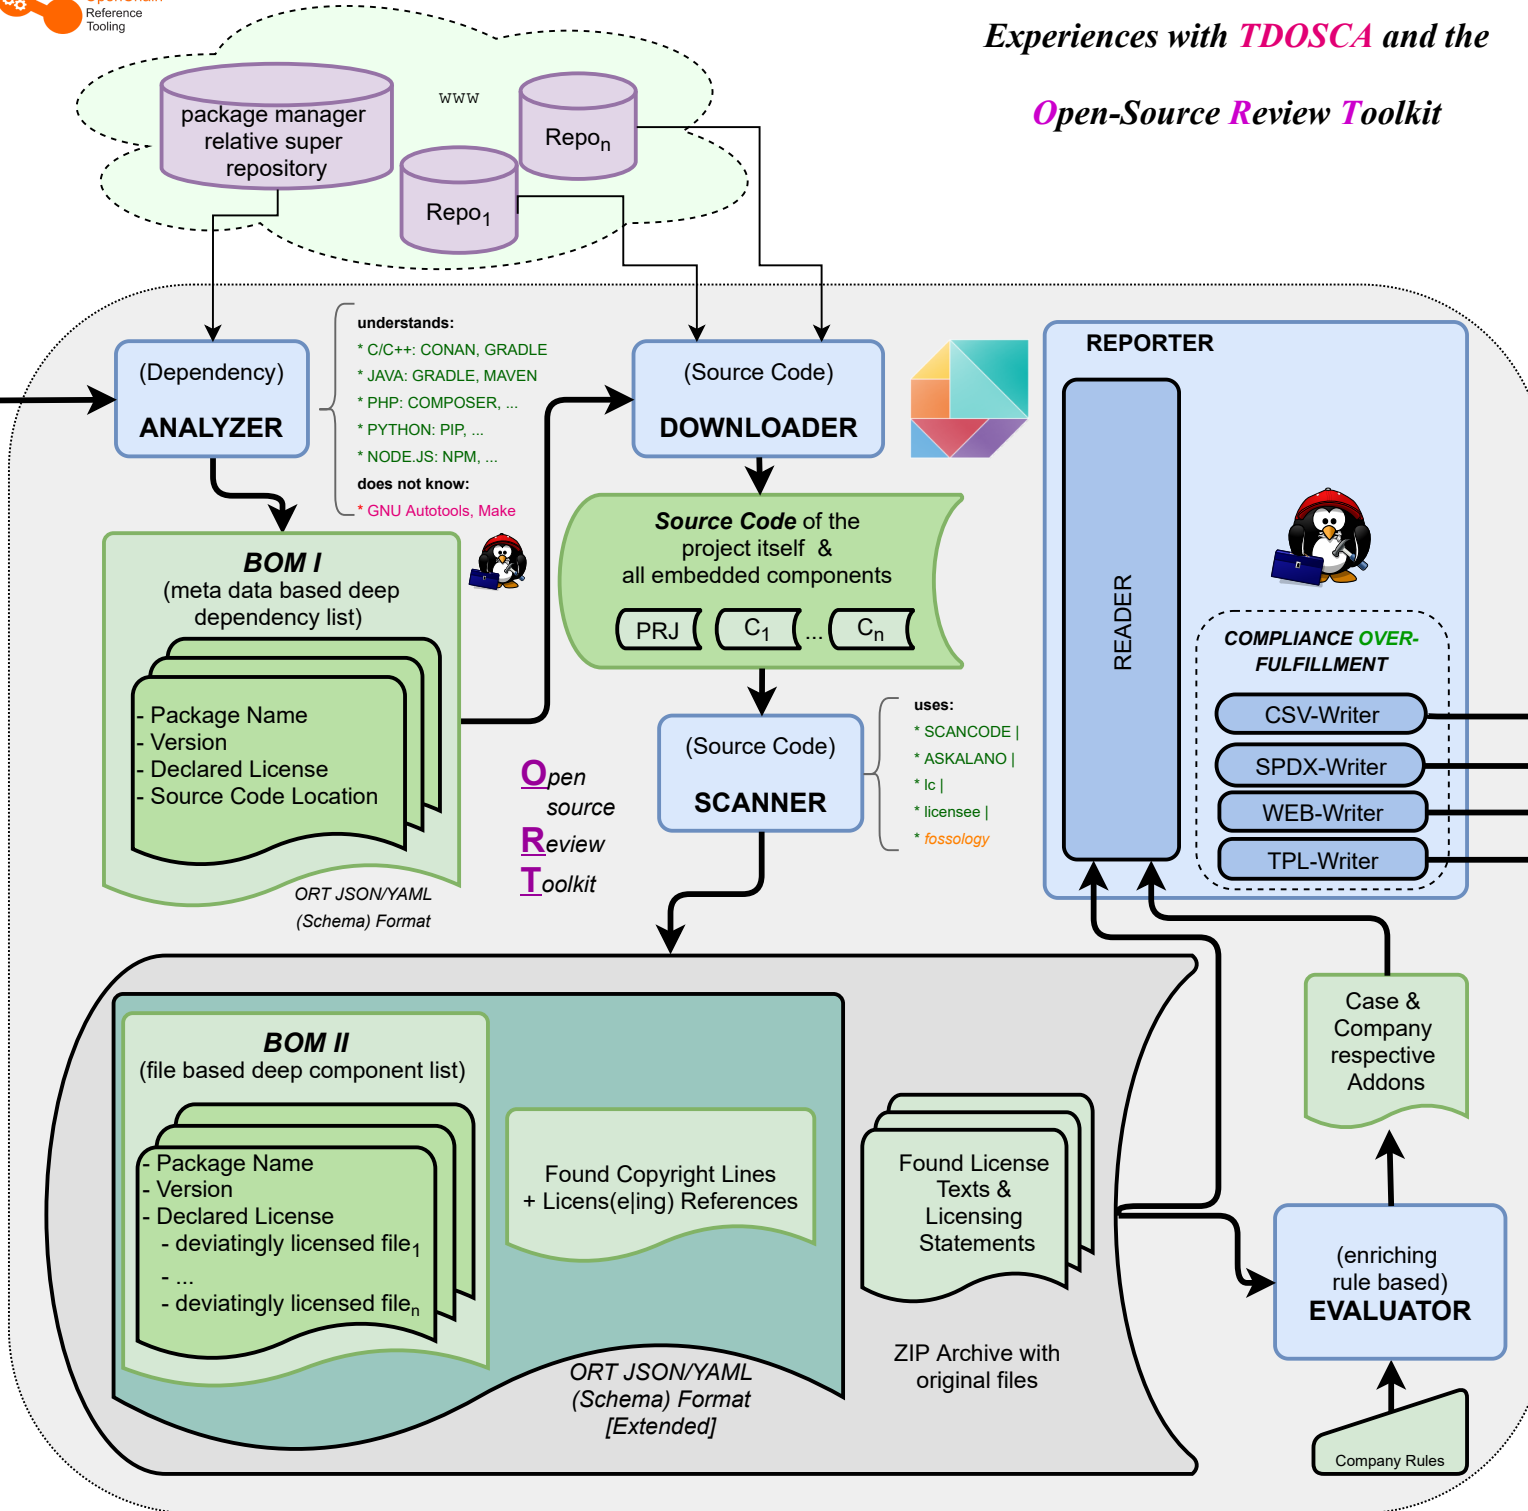 OpenChain
Reference
Tooling
Experiences with TDOSCA and the
Open-Source Review Toolkit
package manager
relative super
repository
www
Repon
Repo1
(Dependency)
ANALYZER
understands:
* C/C++: CONAN, GRADLE
* JAVA: GRADLE, MAVEN
* PHP: COMPOSER, ...
* PYTHON: PIP, ...
* NODE.JS: NPM, ...
does not know:
* GNU Autotools, Make
(Source Code)
DOWNLOADER
REPORTER
READER
COMPLIANCE OVER-
FULFILLMENT
CSV-Writer
SPDX-Writer
WEB-Writer
TPL-Writer
BOM I
(meta data based deep
dependency list)
- Package Name
- Version
- Declared License
- Source Code Location
ORT JSON/YAML
(Schema) Format
Source Code of the
project itself &
all embedded components
PRJ
C1
...
Cn
(Source Code)
SCANNER
uses:
* SCANCODE |
* ASKALANO |
* lc |
* licensee |
* fossology
Open
source
Review
Toolkit
BOM II
(file based deep component list)
- Package Name
- Version
- Declared License
- deviatingly licensed file1
- ...
- deviatingly licensed filen
Found Copyright Lines
+ Licens(e|ing) References
ORT JSON/YAML
(Schema) Format
[Extended]
Found License
Texts &
Licensing
Statements
ZIP Archive with
original files
Case &
Company
respective
Addons
(enriching
rule based)
EVALUATOR
Company Rules